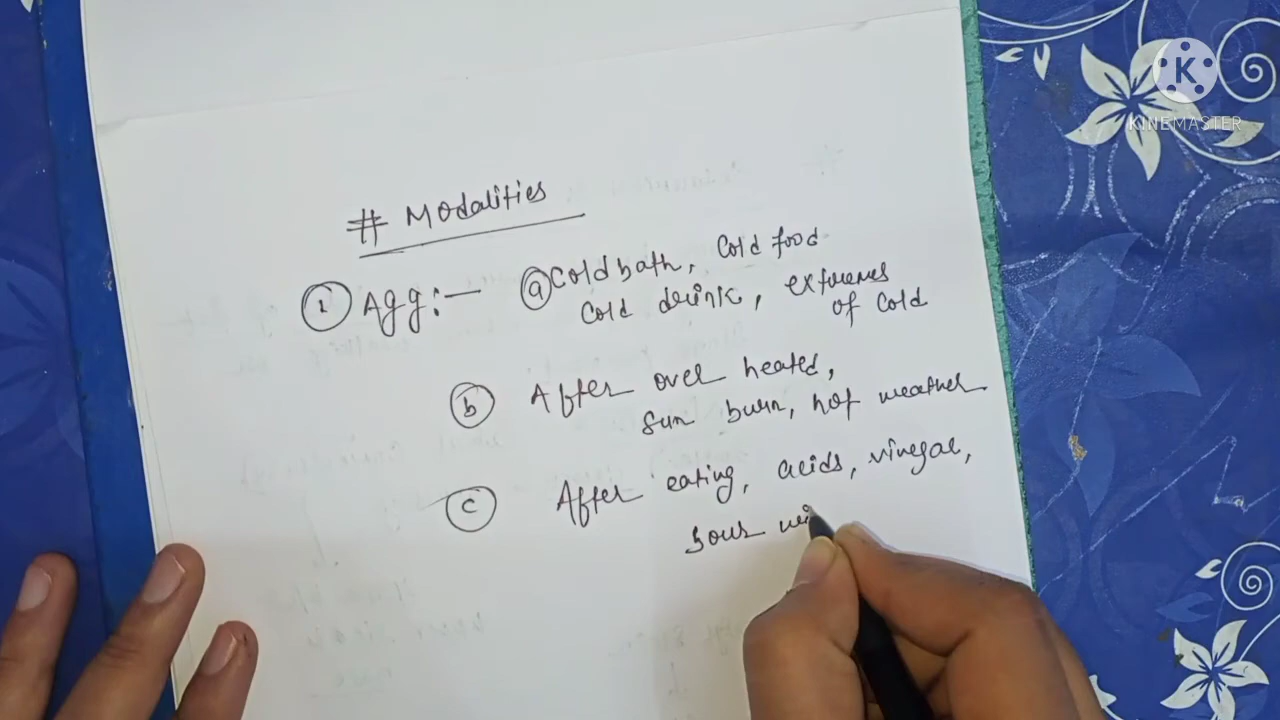 # Modalities
1 Agg:— a Cold bath, Cold food
Cold drink, extremes
of Cold
b After over heated,
Sun burn, hot weather
c After eating, acids, vinegar,
Sour wi
K
KINEMASTER